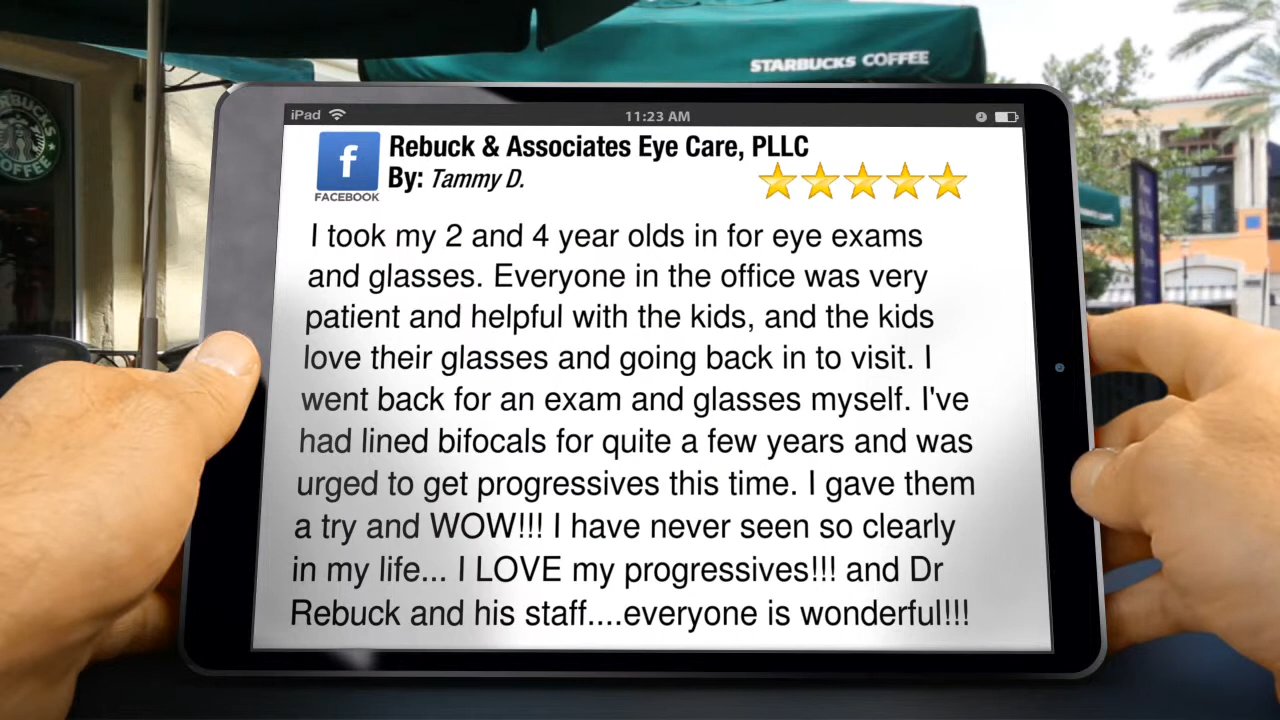 STARBUCKS COFFEE
RBUCKS
OFFEE
iPad 11:23 AM
f
FACEBOOK
Rebuck & Associates Eye Care, PLLC
By: Tammy D.
I took my 2 and 4 year olds in for eye exams
and glasses. Everyone in the office was very
patient and helpful with the kids, and the kids
love their glasses and going back in to visit. I
went back for an exam and glasses myself. I've
had lined bifocals for quite a few years and was
urged to get progressives this time. I gave them
a try and WOW!!! I have never seen so clearly
in my life... I LOVE my progressives!!! and Dr
Rebuck and his staff....everyone is wonderful!!!